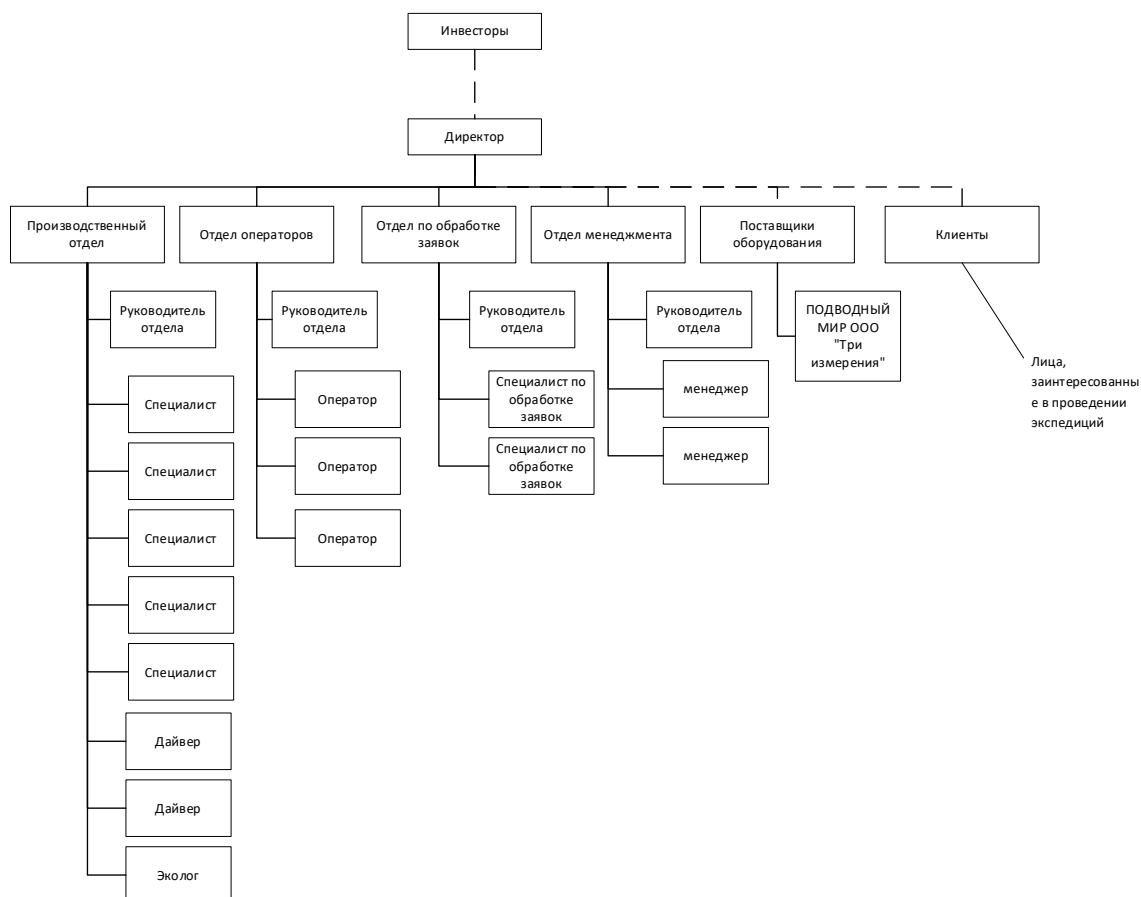 Инвесторы
Директор
Производственный
отдел
Отдел операторов
Отдел по обработке
заявок
Отдел менеджмента
Поставщики
оборудования
Клиенты
Руководитель
отдела
Руководитель
отдела
Руководитель
отдела
Руководитель
отдела
ПОДВОДНЫЙ
МИР ООО
"Три
измерения"
Лица,
заинтересованны
е в проведении
экспедиций
Специалист
Оператор
Специалист по
обработке
заявок
менеджер
Специалист
Оператор
Специалист по
обработке
заявок
менеджер
Специалист
Оператор
Специалист
Специалист
Дайвер
Дайвер
Эколог